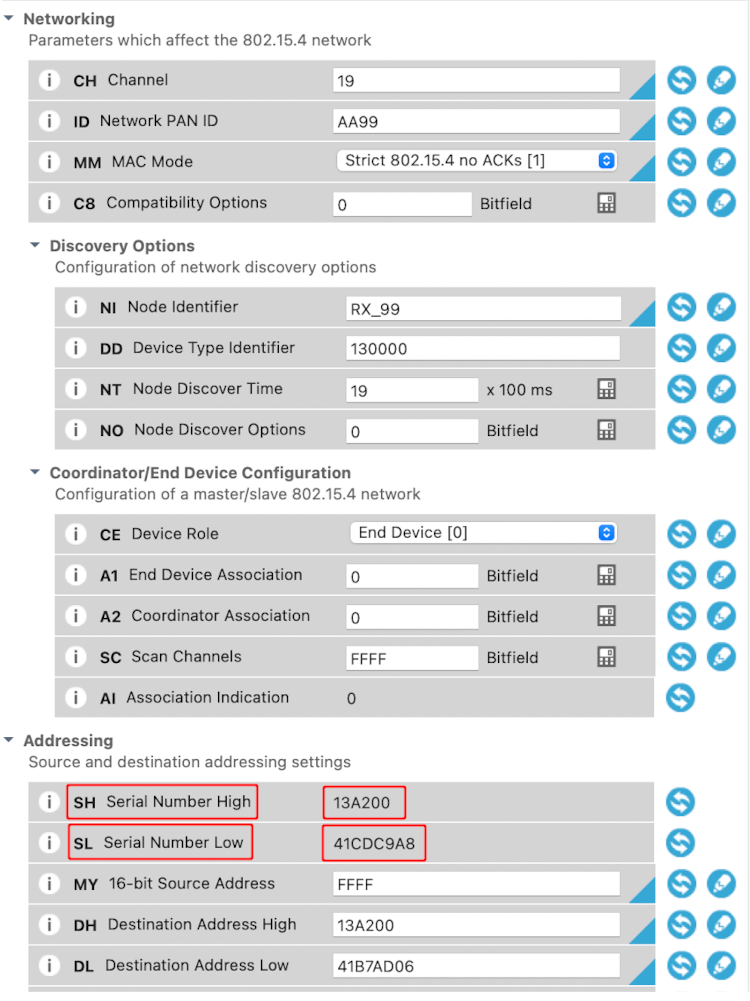 Networking
Parameters which affect the 802.15.4 network
i CH Channel 19
i ID Network PAN ID AA99
i MM MAC Mode Strict 802.15.4 no ACKs [1]
i C8 Compatibility Options 0 Bitfield
Discovery Options
Configuration of network discovery options
i NI Node Identifier RX_99
i DD Device Type Identifier 130000
i NT Node Discover Time 19 x 100 ms
i NO Node Discover Options 0 Bitfield
Coordinator/End Device Configuration
Configuration of a master/slave 802.15.4 network
i CE Device Role End Device [0]
i A1 End Device Association 0 Bitfield
i A2 Coordinator Association 0 Bitfield
i SC Scan Channels FFFF Bitfield
i AI Association Indication 0
Addressing
Source and destination addressing settings
i SH Serial Number High 13A200
i SL Serial Number Low 41CDC9A8
i MY 16-bit Source Address FFFF
i DH Destination Address High 13A200
i DL Destination Address Low 41B7AD06